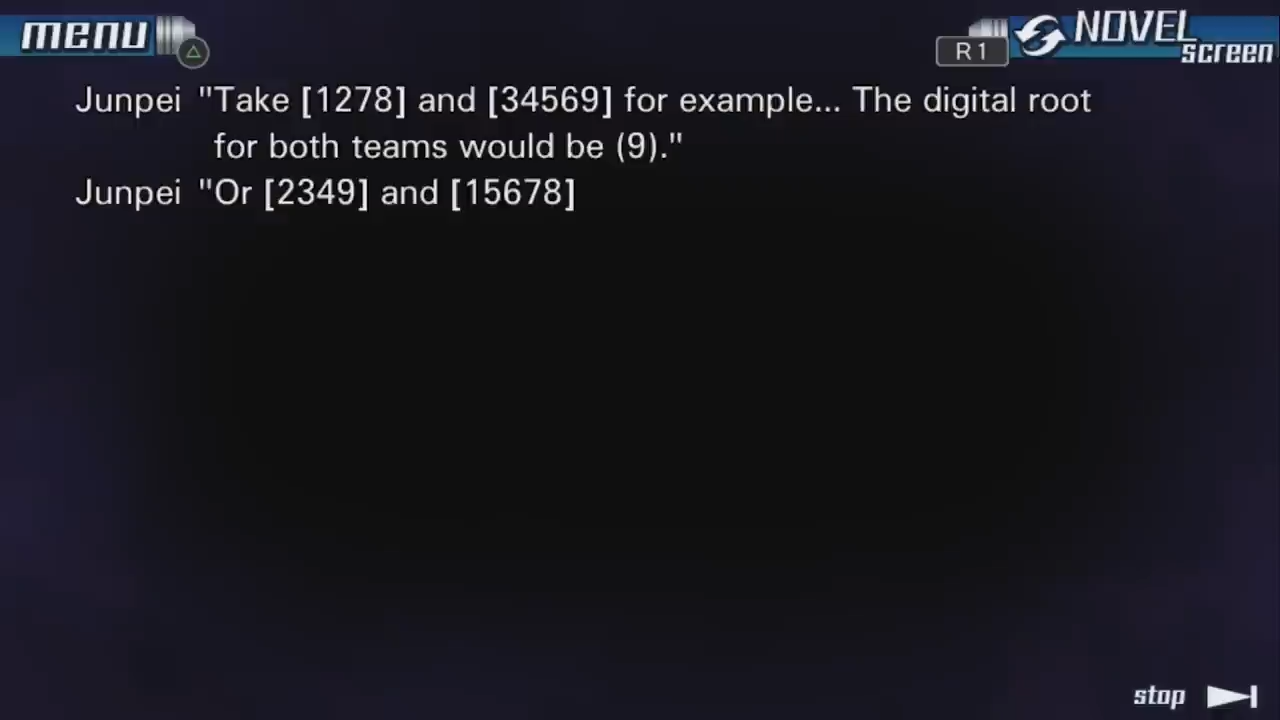 menu
△
R1
NOVEL
screen
Junpei "Take [1278] and [34569] for example... The digital root
for both teams would be (9)."
Junpei "Or [2349] and [15678]
stop